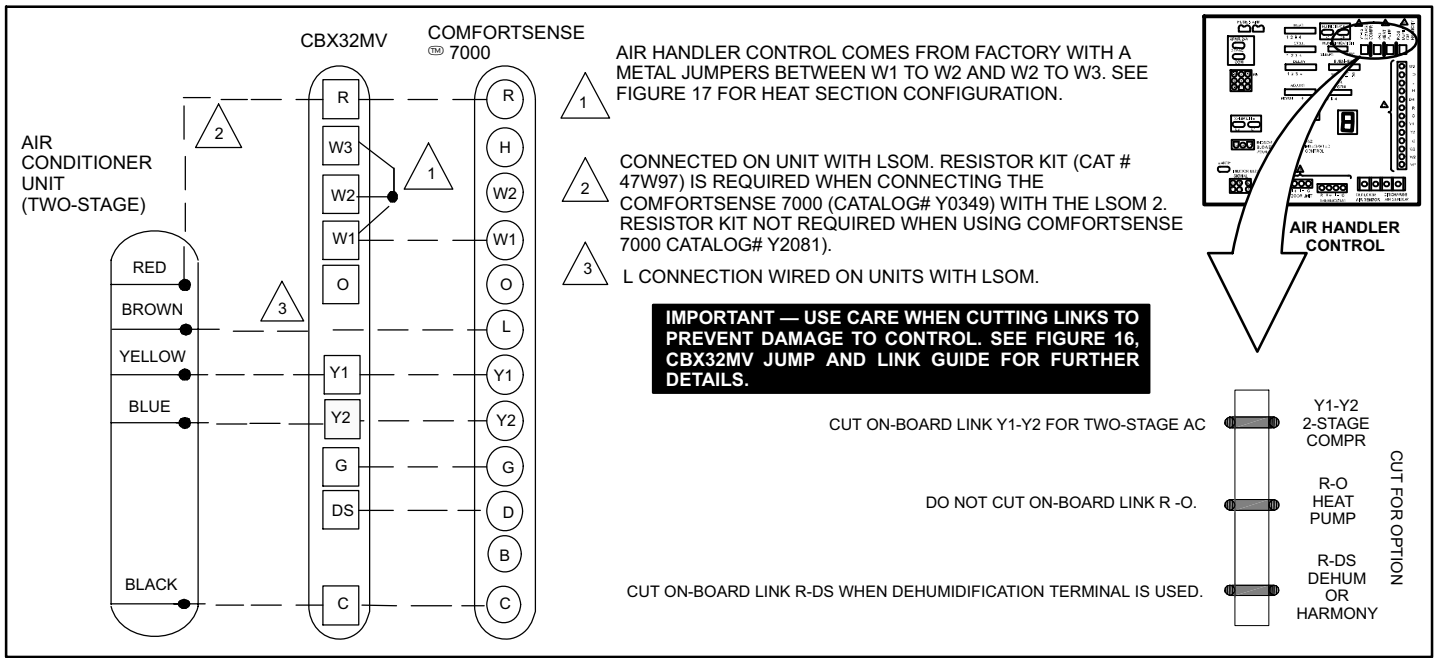 CBX32MV
COMFORTSENSE
™ 7000
AIR
CONDITIONER
UNIT
(TWO-STAGE)
RED
BROWN
YELLOW
BLUE
BLACK
2
3
R
W3
W2
W1
O
Y1
Y2
G
DS
C
1
R
H
W2
W1
O
L
Y1
Y2
G
D
B
C
1
AIR HANDLER CONTROL COMES FROM FACTORY WITH A
METAL JUMPERS BETWEEN W1 TO W2 AND W2 TO W3. SEE
FIGURE 17 FOR HEAT SECTION CONFIGURATION.
2
CONNECTED ON UNIT WITH LSOM. RESISTOR KIT (CAT #
47W97) IS REQUIRED WHEN CONNECTING THE
COMFORTSENSE 7000 (CATALOG# Y0349) WITH THE LSOM 2.
RESISTOR KIT NOT REQUIRED WHEN USING COMFORTSENSE
7000 CATALOG# Y2081).
3
L CONNECTION WIRED ON UNITS WITH LSOM.
IMPORTANT — USE CARE WHEN CUTTING LINKS TO
PREVENT DAMAGE TO CONTROL. SEE FIGURE 16,
CBX32MV JUMP AND LINK GUIDE FOR FURTHER
DETAILS.
AIR HANDLER
CONTROL
CUT ON-BOARD LINK Y1-Y2 FOR TWO-STAGE AC
Y1-Y2
2-STAGE
COMPR
DO NOT CUT ON-BOARD LINK R -O.
R-O
HEAT
PUMP
CUT ON-BOARD LINK R-DS WHEN DEHUMIDIFICATION TERMINAL IS USED.
R-DS
DEHUM
OR
HARMONY
CUT FOR OPTION